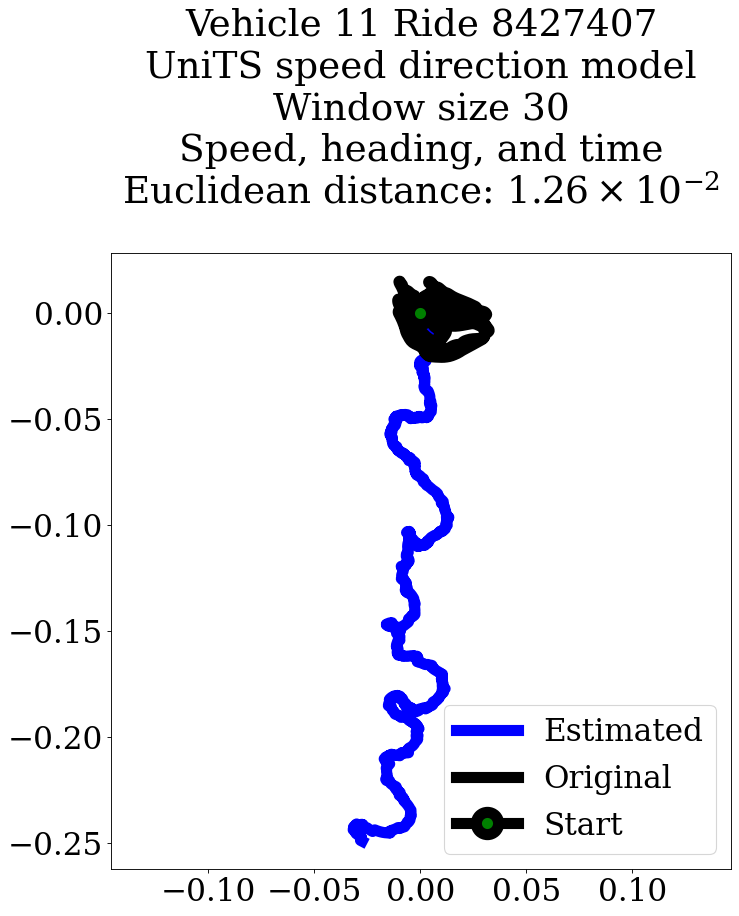 Vehicle 11 Ride 8427407
UniTS speed direction model
Window size 30
Speed, heading, and time
Euclidean distance: $1.26 \times 10^{-2}$
0.00
−0.05
−0.10
−0.15
−0.20
−0.25
Estimated
Original
Start
−0.10 −0.05 0.00 0.05 0.10